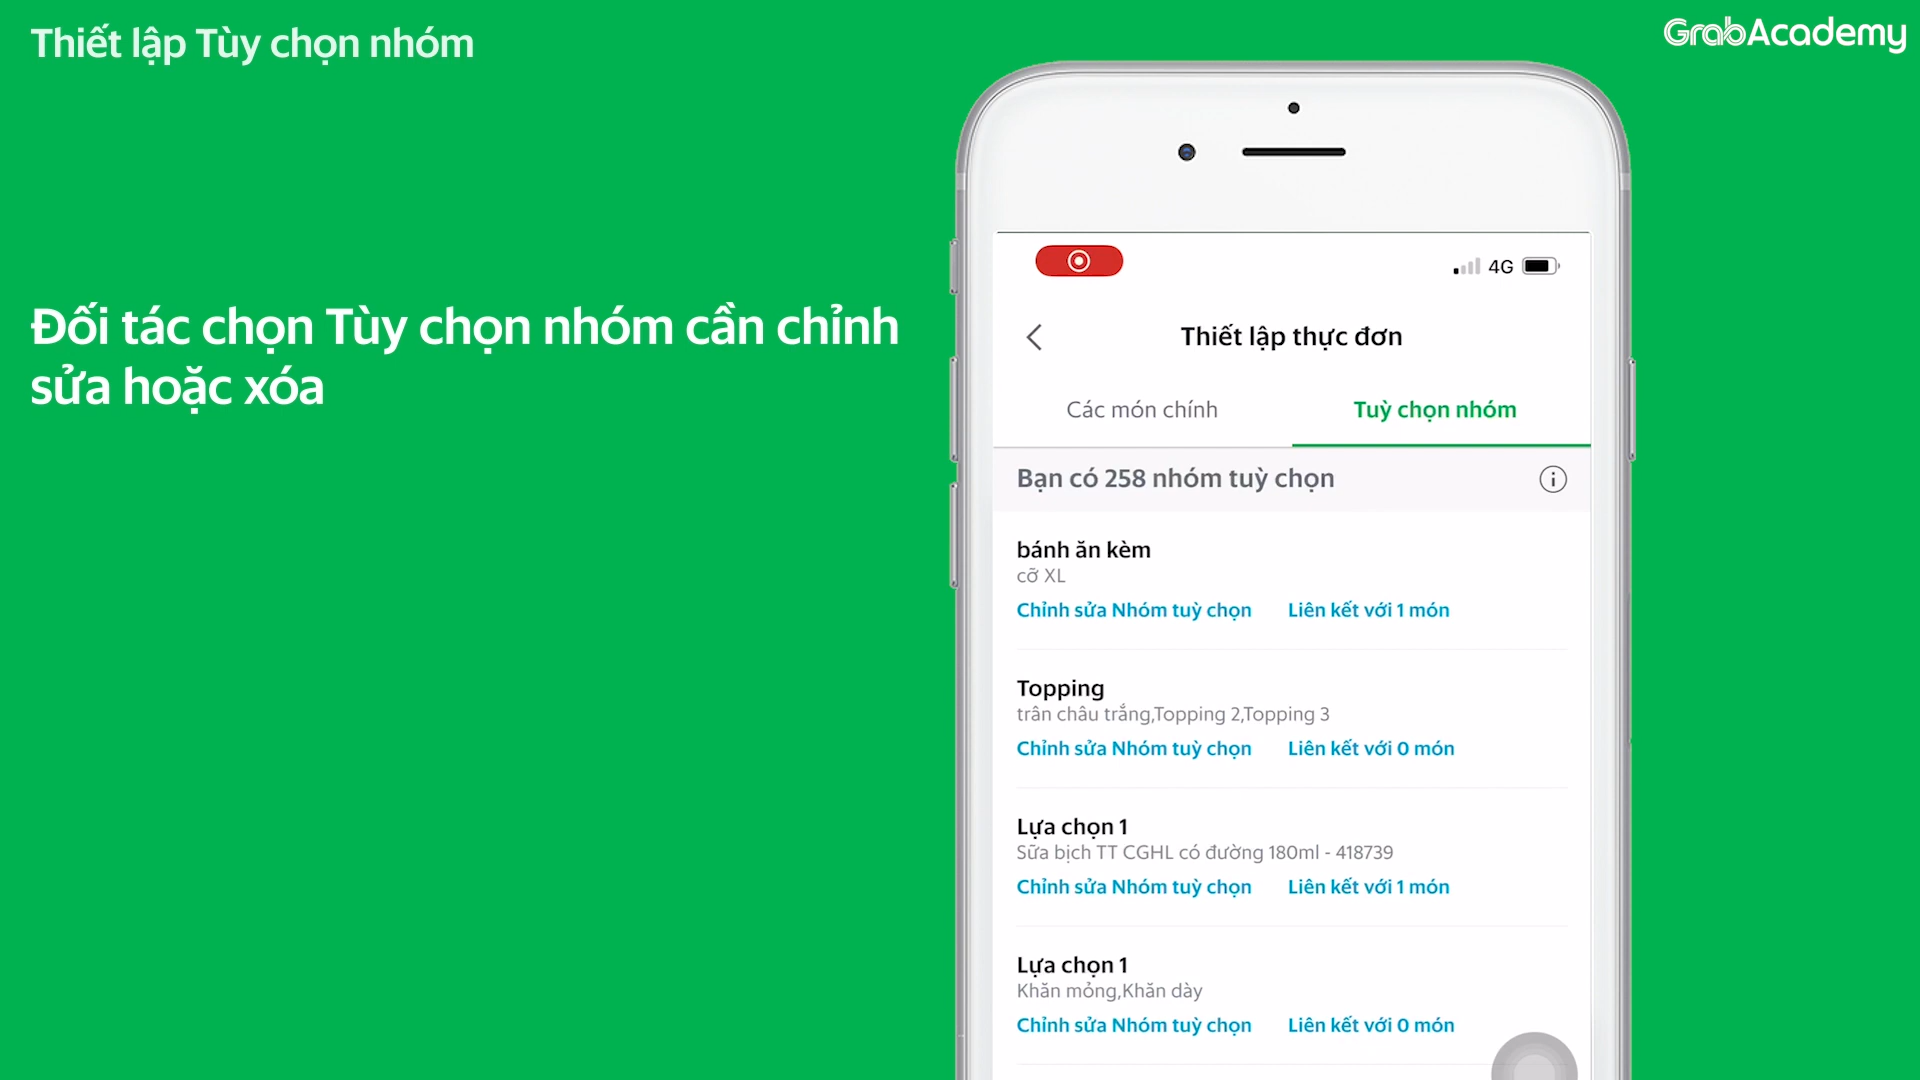 Thiết lập Tùy chọn nhóm
GrabAcademy
Đối tác chọn Tùy chọn nhóm cần chỉnh
sửa hoặc xóa
4G
Thiết lập thực đơn
Các món chính
Tuỳ chọn nhóm
Bạn có 258 nhóm tuỳ chọn
bánh ăn kèm
cỡ XL
Chỉnh sửa Nhóm tuỳ chọn Liên kết với 1 món
Topping
trân châu trắng,Topping 2,Topping 3
Chỉnh sửa Nhóm tuỳ chọn Liên kết với 0 món
Lựa chọn 1
Sữa bịch TT CGHL có đường 180ml - 418739
Chỉnh sửa Nhóm tuỳ chọn Liên kết với 1 món
Lựa chọn 1
Khăn mỏng,Khăn dày
Chỉnh sửa Nhóm tuỳ chọn Liên kết với 0 món